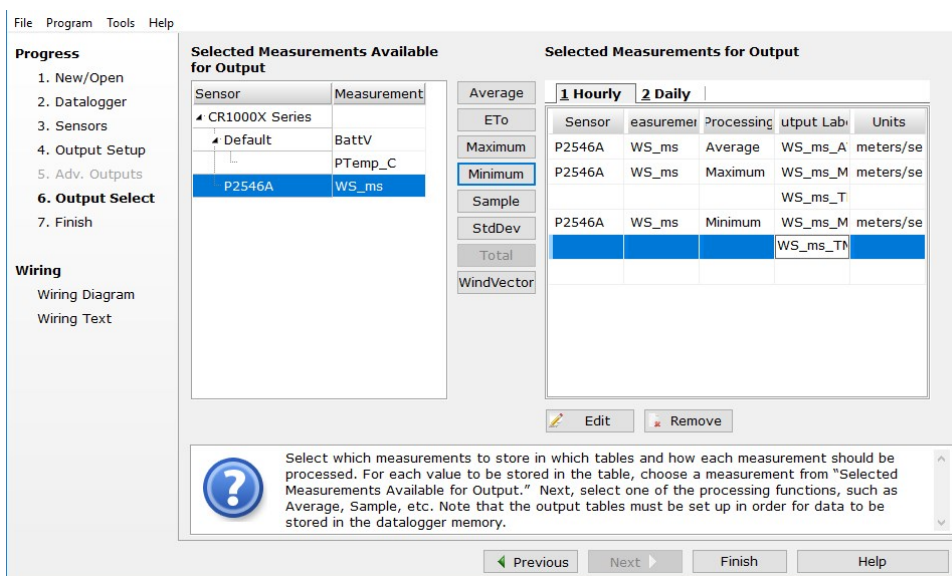 File Program Tools Help
Progress
1. New/Open
2. Datalogger
3. Sensors
4. Output Setup
5. Adv. Outputs
6. Output Select
7. Finish
Wiring
Wiring Diagram
Wiring Text
Selected Measurements Available
for Output
Sensor Measurement
CR1000X Series
Default BattV
PTemp_C
P2546A WS_ms
Average
ETo
Maximum
Minimum
Sample
StdDev
Total
WindVector
Selected Measurements for Output
1 Hourly 2 Daily
Sensor easuremer Processing utput Labe Units
P2546A WS_ms Average WS_ms_A meters/se
P2546A WS_ms Maximum WS_ms_M meters/se
WS_ms_T
P2546A WS_ms Minimum WS_ms_M meters/se
WS_ms_TM
Edit Remove
Select which measurements to store in which tables and how each measurement should be
processed. For each value to be stored in the table, choose a measurement from “Selected
Measurements Available for Output.” Next, select one of the processing functions, such as
Average, Sample, etc. Note that the output tables must be set up in order for data to be
stored in the datalogger memory.
Previous Next Finish Help